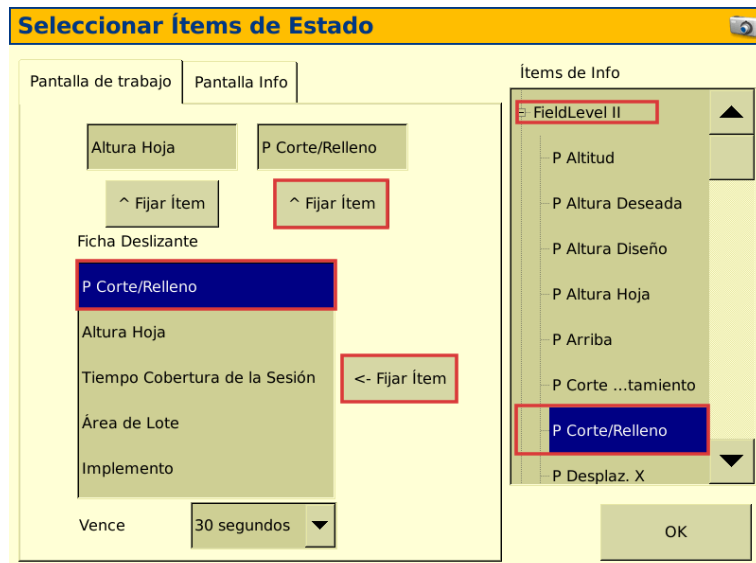 Seleccionar Ítems de Estado
Pantalla de trabajo
Pantalla Info
Altura Hoja
P Corte/Relleno
^ Fijar Ítem
^ Fijar Ítem
Ficha Deslizante
P Corte/Relleno
Altura Hoja
Tiempo Cobertura de la Sesión
Área de Lote
Implemento
<- Fijar Ítem
Vence
30 segundos
Ítems de Info
FieldLevel II
P Altitud
P Altura Deseada
P Altura Diseño
P Altura Hoja
P Arriba
P Corte ...tamiento
P Corte/Relleno
P Desplaz. X
OK